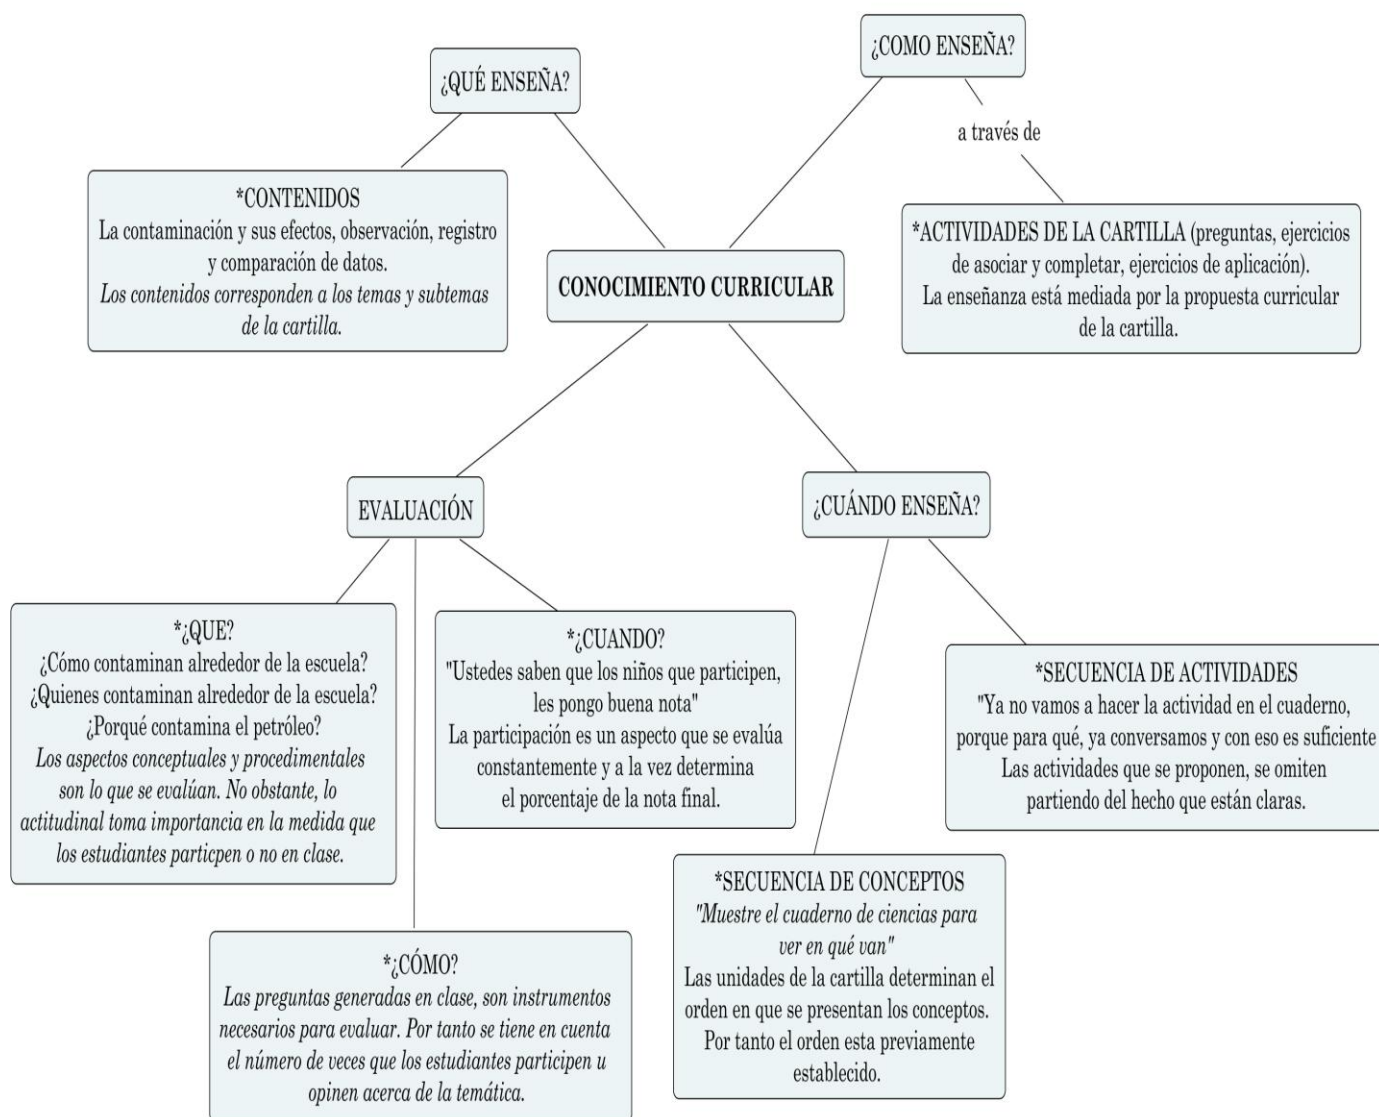 ¿QUÉ ENSEÑA?
¿COMO ENSEÑA?
a través de
*CONTENIDOS
La contaminación y sus efectos, observación, registro
y comparación de datos.
Los contenidos corresponden a los temas y subtemas
de la cartilla.
*ACTIVIDADES DE LA CARTILLA (preguntas, ejercicios
de asociar y completar, ejercicios de aplicación).
La enseñanza está mediada por la propuesta curricular
de la cartilla.
CONOCIMIENTO CURRICULAR
EVALUACIÓN
¿CUÁNDO ENSEÑA?
*¿QUE?
¿Cómo contaminan alrededor de la escuela?
¿Quienes contaminan alrededor de la escuela?
¿Porqué contamina el petróleo?
Los aspectos conceptuales y procedimentales
son lo que se evalúan. No obstante, lo
actitudinal toma importancia en la medida que
los estudiantes particpen o no en clase.
*¿CUANDO?
"Ustedes saben que los niños que participen,
les pongo buena nota"
La participación es un aspecto que se evalúa
constantemente y a la vez determina
el porcentaje de la nota final.
*SECUENCIA DE ACTIVIDADES
"Ya no vamos a hacer la actividad en el cuaderno,
porque para qué, ya conversamos y con eso es suficiente
Las actividades que se proponen, se omiten
partiendo del hecho que están claras.
*SECUENCIA DE CONCEPTOS
"Muestre el cuaderno de ciencias para
ver en qué van"
Las unidades de la cartilla determinan el
orden en que se presentan los conceptos.
Por tanto el orden esta previamente
establecido.
*¿CÓMO?
Las preguntas generadas en clase, son instrumentos
necesarios para evaluar. Por tanto se tiene en cuenta
el número de veces que los estudiantes participen u
opinen acerca de la temática.